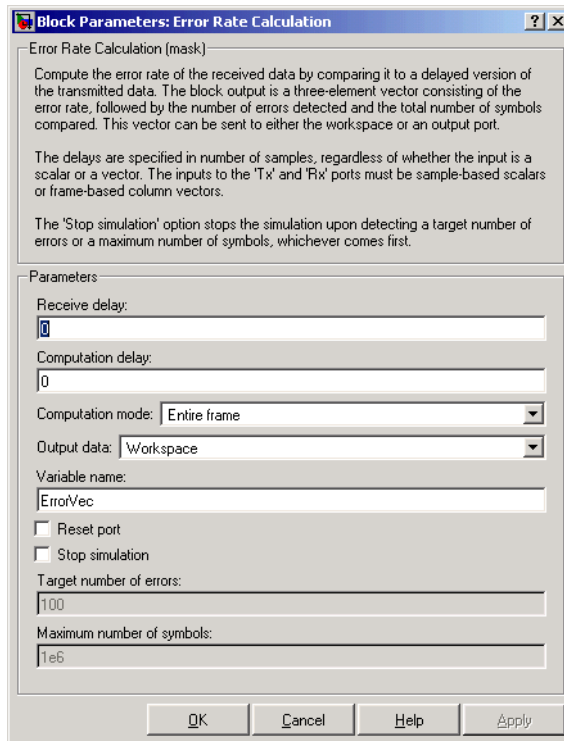 Block Parameters: Error Rate Calculation
Error Rate Calculation (mask)
Compute the error rate of the received data by comparing it to a delayed version of
the transmitted data. The block output is a three-element vector consisting of the
error rate, followed by the number of errors detected and the total number of symbols
compared. This vector can be sent to either the workspace or an output port.
The delays are specified in number of samples, regardless of whether the input is a
scalar or a vector. The inputs to the 'Tx' and 'Rx' ports must be sample-based scalars
or frame-based column vectors.
The 'Stop simulation' option stops the simulation upon detecting a target number of
errors or a maximum number of symbols, whichever comes first.
Parameters
Receive delay:
0
Computation delay:
0
Computation mode: Entire frame
Output data: Workspace
Variable name:
ErrorVec
Reset port
Stop simulation
Target number of errors:
100
Maximum number of symbols:
1e6
OK Cancel Help Apply